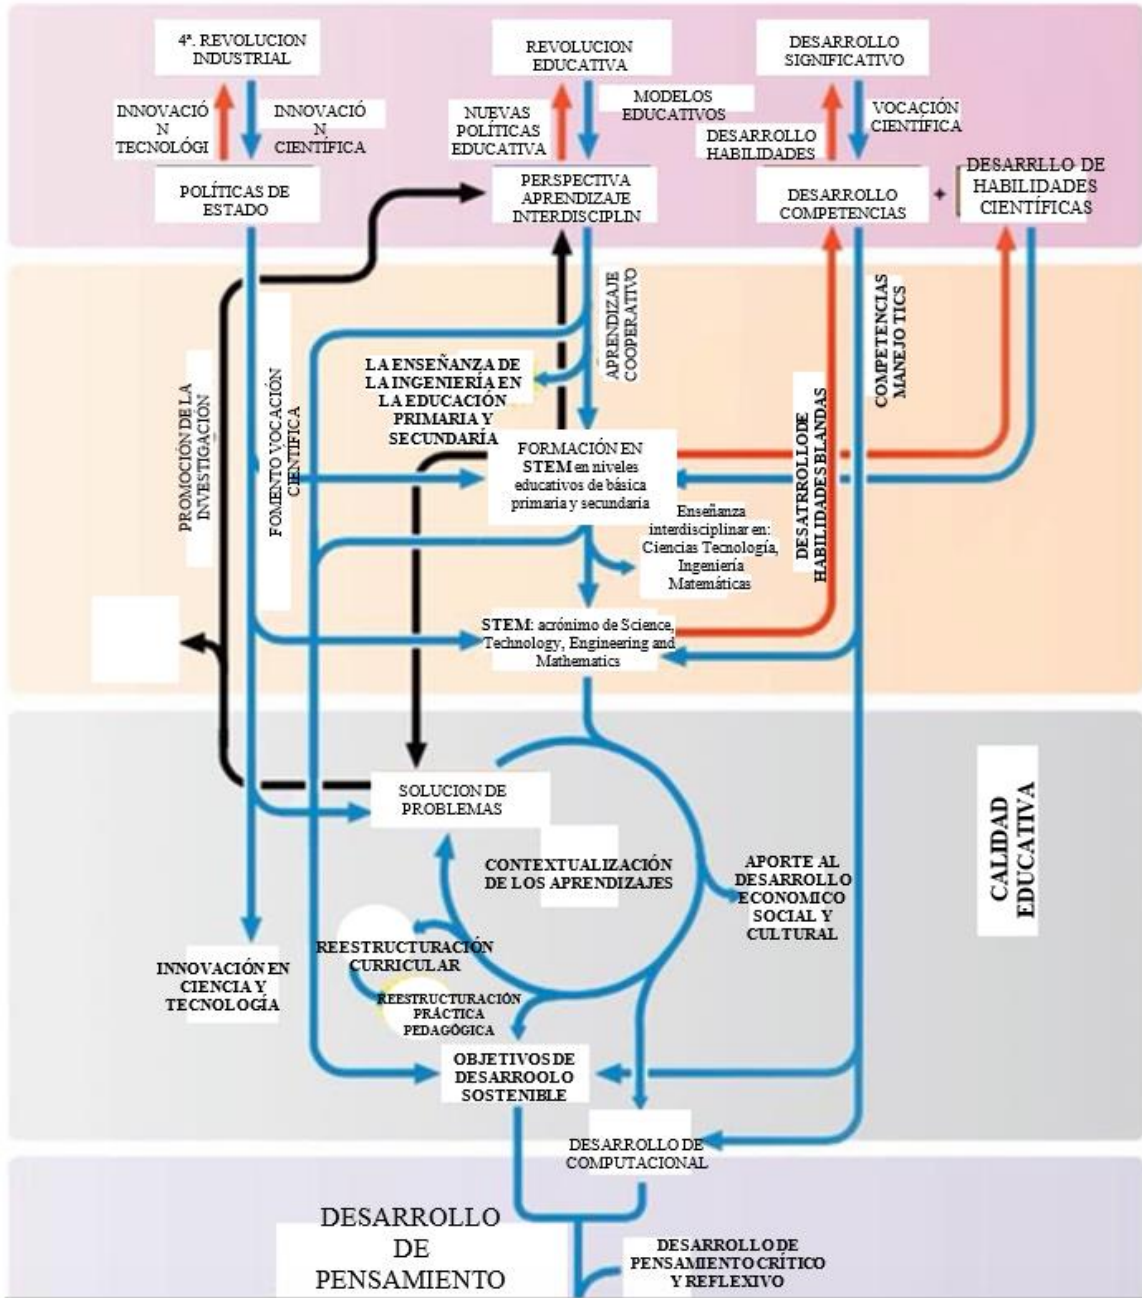 4ª. REVOLUCION
INDUSTRIAL
REVOLUCION
EDUCATIVA
DESARROLLO
SIGNIFICATIVO
INNOVACIÓ
N
TECNOLÓGI
INNOVACIÓ
N
CIENTÍFICA
NUEVAS
POLÍTICAS
EDUCATIVA
MODELOS
EDUCATIVOS
DESARROLLO
HABILIDADES
VOCACIÓN
CIENTÍFICA
POLÍTICAS DE
ESTADO
PERSPECTIVA
APRENDIZAJE
INTERDISCIPLIN
DESARROLLO
COMPETENCIAS
+
DESARRLLO DE
HABILIDADES
CIENTÍFICAS
PROMOCIÓN DE LA
INVESTIGACIÓN
FOMENTO VOCACIÓN
CIENTIFICA
APRENDIZAJE
COOPERATIVO
COMPETENCIAS
MANEJO TICS
DESATRROLLO DE
HABILIDADES BLANDAS
LA ENSEÑANZA DE
LA INGENIERÍA EN
LA EDUCACIÓN
PRIMARIA Y
SECUNDARÍA
FORMACIÓN EN
STEM en niveles
educativos de básica
primaria y secundaria
Enseñanza
interdisciplinar en:
Ciencias Tecnología,
Ingeniería
Matemáticas
STEM: acrónimo de Science,
Technology, Engineering and
Mathematics
SOLUCION DE
PROBLEMAS
CONTEXTUALIZACIÓN
DE LOS APRENDIZAJES
APORTE AL
DESARROLLO
ECONOMICO
SOCIAL Y
CULTURAL
CALIDAD
EDUCATIVA
REESTRUCTURACIÓN
CURRICULAR
REESTRUCTURACIÓN
PRÁCTICA
PEDAGÓGICA
INNOVACIÓN EN
CIENCIA Y
TECNOLOGÍA
OBJETIVOS DE
DESARROOLO
SOSTENIBLE
DESARROLLO DE
COMPUTACIONAL
DESARROLLO
DE
PENSAMIENTO
DESARROLLO DE
PENSAMIENTO CRÍTICO
Y REFLEXIVO